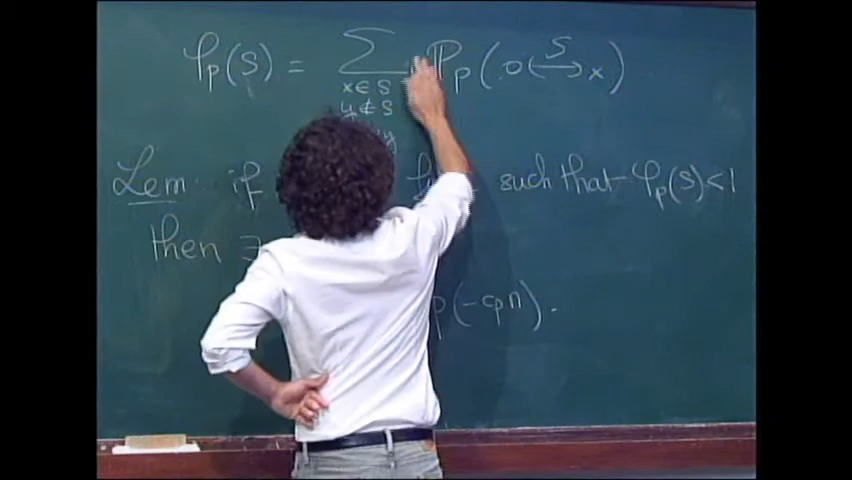 φp(S) = Σ ℙp(0 ⟷^S x)
x∈S
y∉S
y
Lem: if such that φp(S)<1
then ∃
p(-cpn).